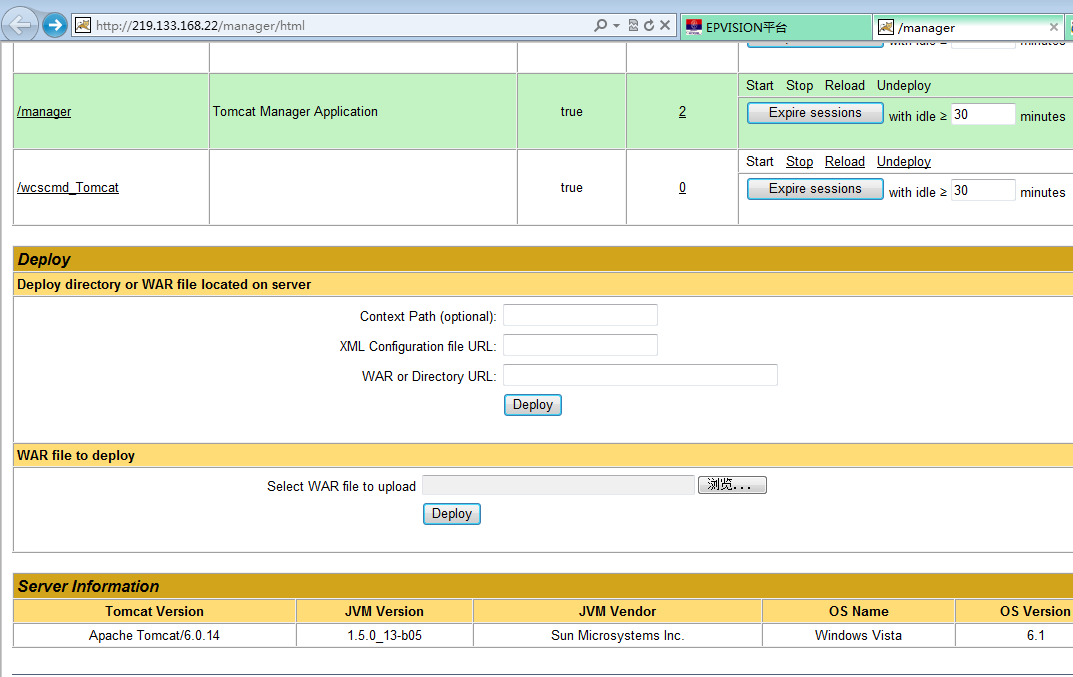 http://219.133.168.22/manager/html
EPVISION平台
/manager
with idle ≥ minutes
/manager Tomcat Manager Application true 2 Start Stop Reload Undeploy
Expire sessions with idle ≥ 30 minutes
/wcscmd_Tomcat true 0 Start Stop Reload Undeploy
Expire sessions with idle ≥ 30 minutes
Deploy
Deploy directory or WAR file located on server
Context Path (optional):
XML Configuration file URL:
WAR or Directory URL:
Deploy
WAR file to deploy
Select WAR file to upload 浏览...
Deploy
Server Information
Tomcat Version JVM Version JVM Vendor OS Name OS Version
Apache Tomcat/6.0.14 1.5.0_13-b05 Sun Microsystems Inc. Windows Vista 6.1